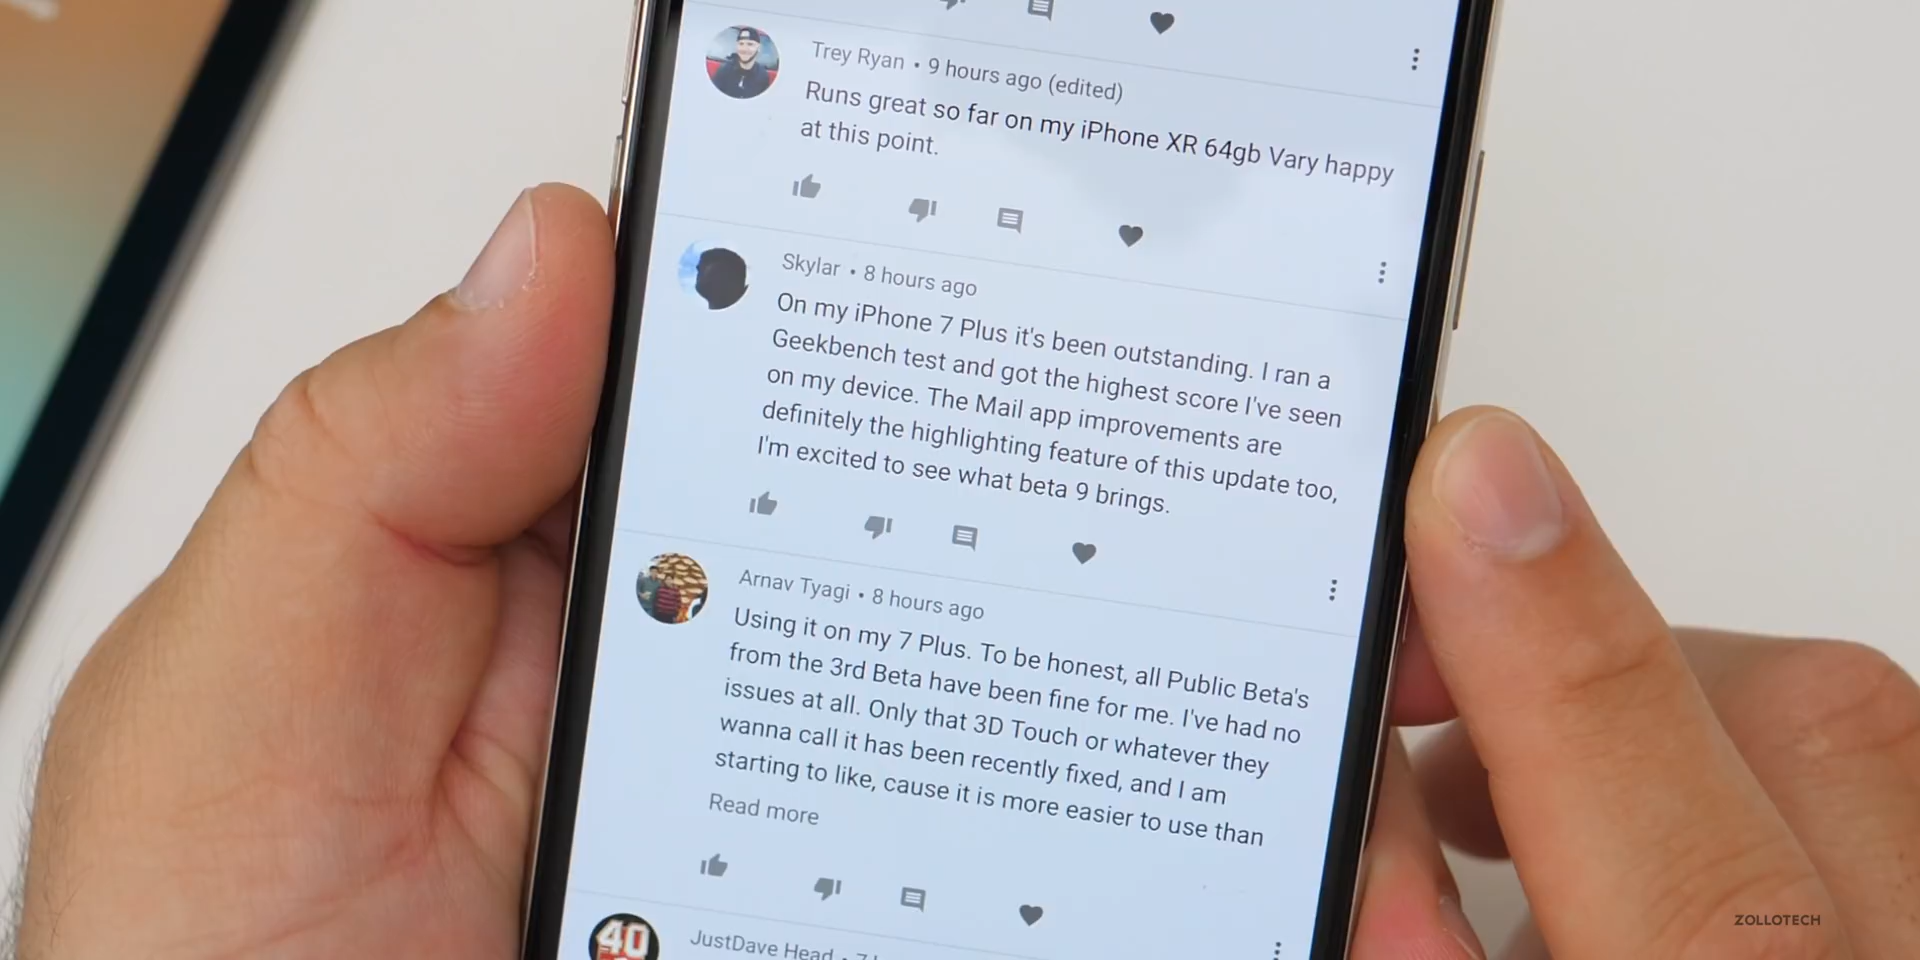 Trey Ryan • 9 hours ago (edited)
Runs great so far on my iPhone XR 64gb Vary happy
at this point.
Skylar • 8 hours ago
On my iPhone 7 Plus it's been outstanding. I ran a
Geekbench test and got the highest score I've seen
on my device. The Mail app improvements are
definitely the highlighting feature of this update too,
I'm excited to see what beta 9 brings.
Arnav Tyagi • 8 hours ago
Using it on my 7 Plus. To be honest, all Public Beta's
from the 3rd Beta have been fine for me. I've had no
issues at all. Only that 3D Touch or whatever they
wanna call it has been recently fixed, and I am
starting to like, cause it is more easier to use than
Read more
40
JustDave Head •
ZOLLOTECH